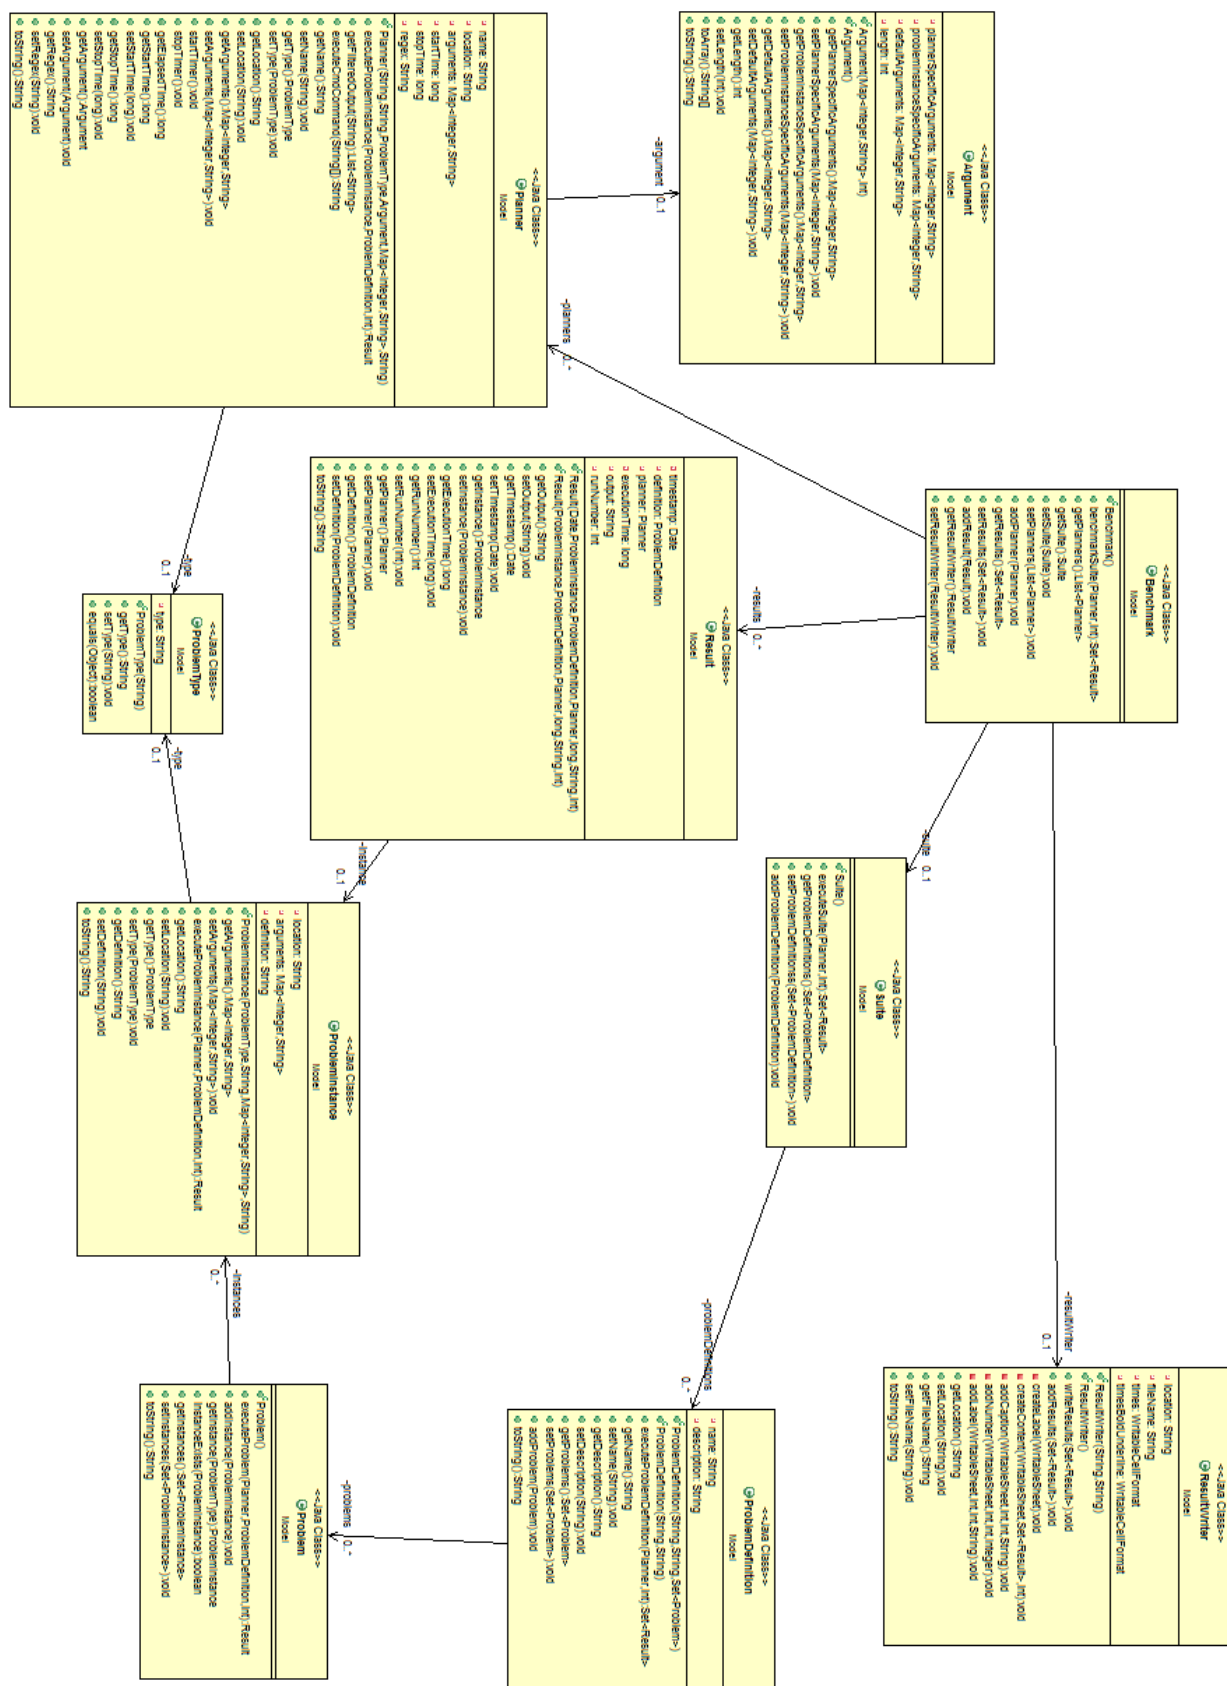 <<Java Class>>
Argument
Model
plannerSpecificArguments: Map<Integer,String>
problemInstanceSpecificArguments: Map<Integer,String>
defaultArguments: Map<Integer,String>
length: int
Argument(Map<Integer,String>,int)
Argument()
getPlannerSpecificArguments():Map<Integer,String>
setPlannerSpecificArguments(Map<Integer,String>):void
getProblemInstanceSpecificArguments():Map<Integer,String>
setProblemInstanceSpecificArguments(Map<Integer,String>):void
getDefaultArguments():Map<Integer,String>
setDefaultArguments(Map<Integer,String>):void
getLength():int
setLength(int):void
toArray():String[]
toString():String
-argument
0..1
<<Java Class>>
Planner
Model
name: String
location: String
arguments: Map<Integer,String>
startTime: long
stopTime: long
regex: String
Planner(String,String,ProblemType,Argument,Map<Integer,String>,String)
executeProblemInstance(ProblemInstance,ProblemDefinition,int):Result
getFilteredOutput(String):List<String>
executeCmdCommand(String[]):String
getName():String
setName(String):void
getType():ProblemType
setType(ProblemType):void
getLocation():String
setLocation(String):void
getArguments():Map<Integer,String>
setArguments(Map<Integer,String>):void
startTimer():void
stopTimer():void
getElapsedTime():long
getStartTime():long
setStartTime(long):void
getStopTime():long
setStopTime(long):void
getArgument():Argument
setArgument(Argument):void
getRegex():String
setRegex(String):void
toString():String
-planners
0..*
<<Java Class>>
Benchmark
Model
Benchmark()
benchmarkSuite(Planner,int):Set<Result>
getPlanners():List<Planner>
getSuite():Suite
setSuite(Suite):void
setPlanners(List<Planner>):void
addPlanner(Planner):void
getResults():Set<Result>
setResults(Set<Result>):void
addResult(Result):void
getResultWriter():ResultWriter
setResultWriter(ResultWriter):void
-results
0..*
<<Java Class>>
Result
Model
timestamp: Date
definition: ProblemDefinition
planner: Planner
executionTime: long
output: String
runNumber: int
Result(Date,ProblemInstance,ProblemDefinition,Planner,long,String,int)
Result(ProblemInstance,ProblemDefinition,Planner,long,String,int)
getOutput():String
setOutput(String):void
getTimestamp():Date
setTimestamp(Date):void
getInstance():ProblemInstance
setInstance(ProblemInstance):void
getExecutionTime():long
setExecutionTime(long):void
getRunNumber():int
setRunNumber(int):void
getPlanner():Planner
setPlanner(Planner):void
getDefinition():ProblemDefinition
setDefinition(ProblemDefinition):void
toString():String
-type
0..1
<<Java Class>>
ProblemType
Model
type: String
ProblemType(String)
getType():String
setType(String):void
equals(Object):boolean
-type
0..1
-suite
0..1
<<Java Class>>
Suite
Model
Suite()
executeSuite(Planner,int):Set<Result>
getProblemDefinitions():Set<ProblemDefinition>
setProblemDefinitionss(Set<ProblemDefinition>):void
addProblemDefinition(ProblemDefinition):void
-instance
0..1
<<Java Class>>
ProblemInstance
Model
location: String
arguments: Map<Integer,String>
definition: String
ProblemInstance(ProblemType,String,Map<Integer,String>,String)
getArguments():Map<Integer,String>
setArguments(Map<Integer,String>):void
executeProblemInstance(Planner,ProblemDefinition,int):Result
getLocation():String
setLocation(String):void
getType():ProblemType
setType(ProblemType):void
getDefinition():String
setDefinition(String):void
toString():String
-resultWriter
0..1
<<Java Class>>
ResultWriter
Model
location: String
fileName: String
times: WritableCellFormat
timesBoldUnderline: WritableCellFormat
ResultWriter(String,String)
ResultWriter()
writeResults(Set<Result>):void
addResults(Set<Result>):void
createLabel(WritableSheet):void
createContent(WritableSheet,Set<Result>,int):void
addCaption(WritableSheet,int,int,String):void
addNumber(WritableSheet,int,int,Integer):void
addLabel(WritableSheet,int,int,String):void
getLocation():String
setLocation(String):void
getFileName():String
setFileName(String):void
toString():String
-problemDefinitions
0..*
<<Java Class>>
ProblemDefinition
Model
name: String
description: String
ProblemDefinition(String,String,Set<Problem>)
ProblemDefinition(String,String)
executeProblemDefinition(Planner,int):Set<Result>
getName():String
setName(String):void
getDescription():String
setDescription(String):void
getProblems():Set<Problem>
setProblems(Set<Problem>):void
addProblem(Problem):void
toString():String
-instances
0..*
-problems
0..*
<<Java Class>>
Problem
Model
Problem()
executeProblem(Planner,ProblemDefinition,int):Result
addInstance(ProblemInstance):void
getInstance(ProblemType):ProblemInstance
instanceExists(ProblemInstance):boolean
getInstances():Set<ProblemInstance>
setInstances(Set<ProblemInstance>):void
toString():String